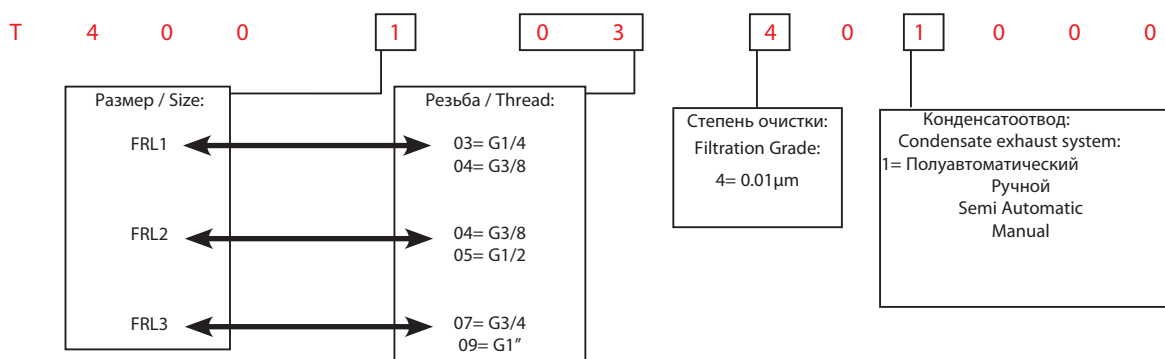 T 4 0 0 1 0 3 4 0 1 0 0 0
Размер / Size:
FRL1
FRL2
FRL3
Резьба / Thread:
03= G1/4
04= G3/8
04= G3/8
05= G1/2
07= G3/4
09= G1”
Степень очистки:
Filtration Grade:
4= 0.01µm
Конденсатоотвод:
Condensate exhaust system:
1= Полуавтоматический
Ручной
Semi Automatic
Manual